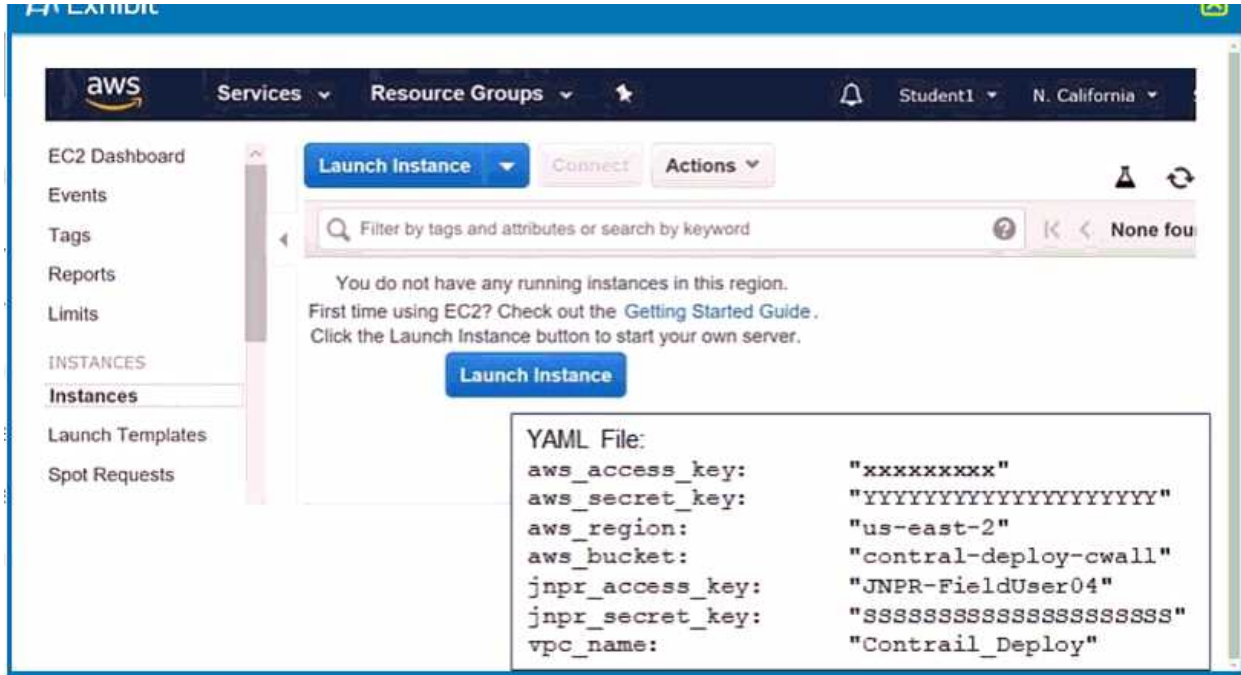 Exhibit
aws
Services
Resource Groups
Student1
N. California
EC2 Dashboard
Events
Tags
Reports
Limits
INSTANCES
Instances
Launch Templates
Spot Requests
Launch Instance
Connect
Actions
Filter by tags and attributes or search by keyword
None fou
You do not have any running instances in this region.
First time using EC2? Check out the Getting Started Guide.
Click the Launch Instance button to start your own server.
Launch Instance
YAML File:
aws_access_key: "xxxxxxxxx"
aws_secret_key: "YYYYYYYYYYYYYYYYYYYY"
aws_region: "us-east-2"
aws_bucket: "contral-deploy-cwall"
jnpr_access_key: "JNPR-FieldUser04"
jnpr_secret_key: "SSSSSSSSSSSSSSSSSSSSS"
vpc_name: "Contrail_Deploy"